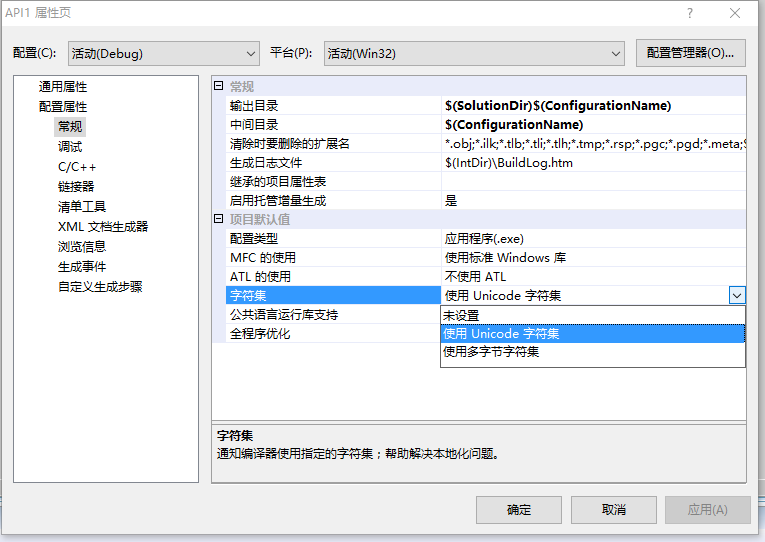 API1 属性页
配置(C): 活动(Debug) 平台(P): 活动(Win32) 配置管理器(O)...
通用属性
配置属性
常规
调试
C/C++
链接器
清单工具
XML 文档生成器
浏览信息
生成事件
自定义生成步骤
常规
输出目录 $(SolutionDir)$(ConfigurationName)
中间目录 $(ConfigurationName)
清除时要删除的扩展名 *.obj;*.ilk;*.tlb;*.tli;*.tlh;*.tmp;*.rsp;*.pgc;*.pgd;*.meta;$
生成日志文件 $(IntDir)\BuildLog.htm
继承的项目属性表
启用托管增量生成 是
项目默认值
配置类型 应用程序(.exe)
MFC 的使用 使用标准 Windows 库
ATL 的使用 不使用 ATL
字符集 使用 Unicode 字符集
公共语言运行库支持 未设置
全程序优化 使用 Unicode 字符集
使用多字节字符集
字符集
通知编译器使用指定的字符集；帮助解决本地化问题。
确定 取消 应用(A)